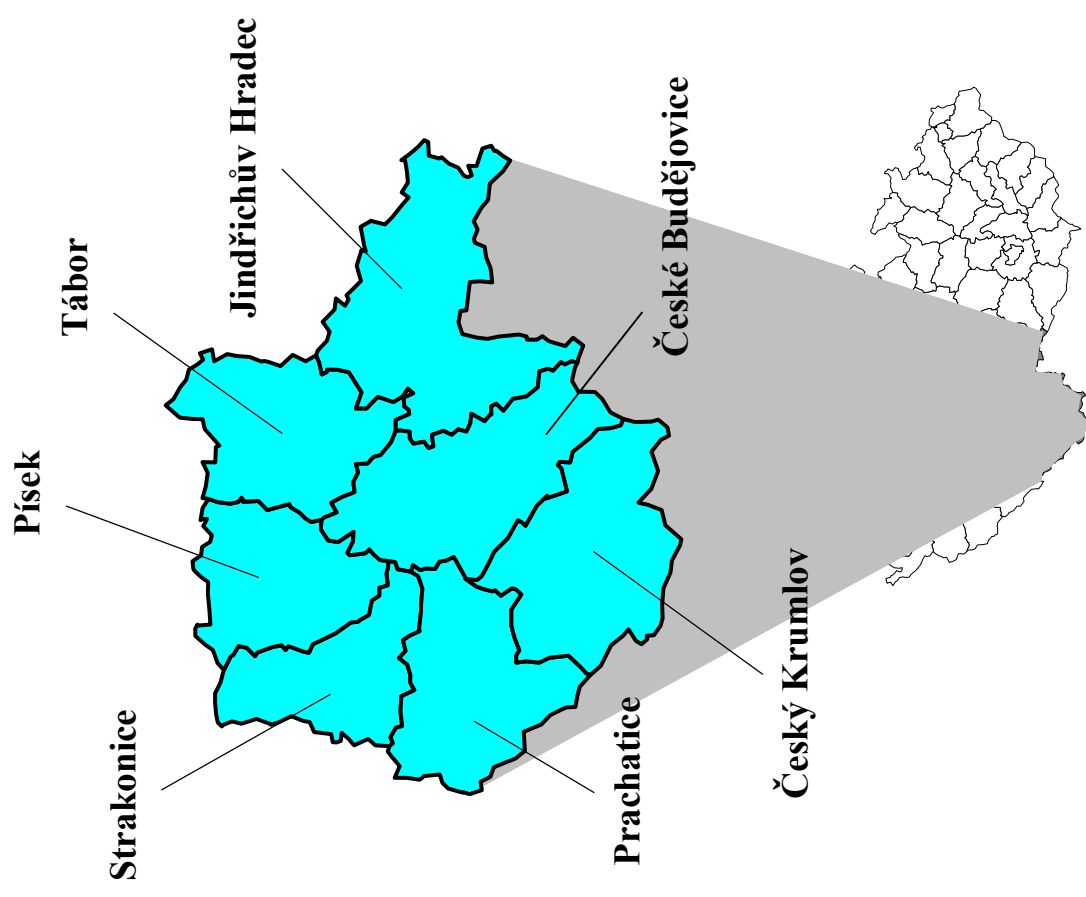 Písek
Tábor
Strakonice
Jindřichův Hradec
Prachatice
České Budějovice
Český Krumlov